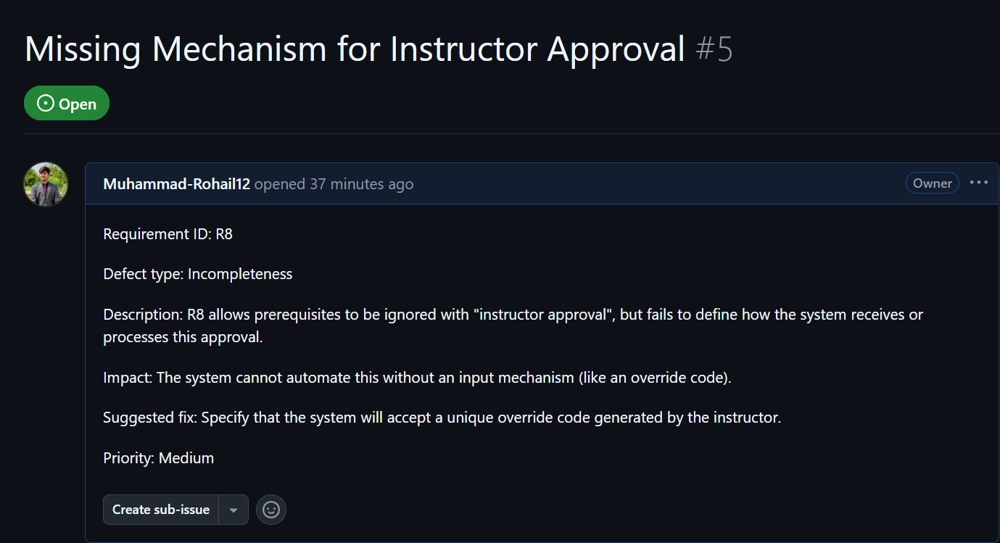 Missing Mechanism for Instructor Approval #5
Open
Muhammad-Rohail12 opened 37 minutes ago
Owner
Requirement ID: R8
Defect type: Incompleteness
Description: R8 allows prerequisites to be ignored with "instructor approval", but fails to define how the system receives or
processes this approval.
Impact: The system cannot automate this without an input mechanism (like an override code).
Suggested fix: Specify that the system will accept a unique override code generated by the instructor.
Priority: Medium
Create sub-issue